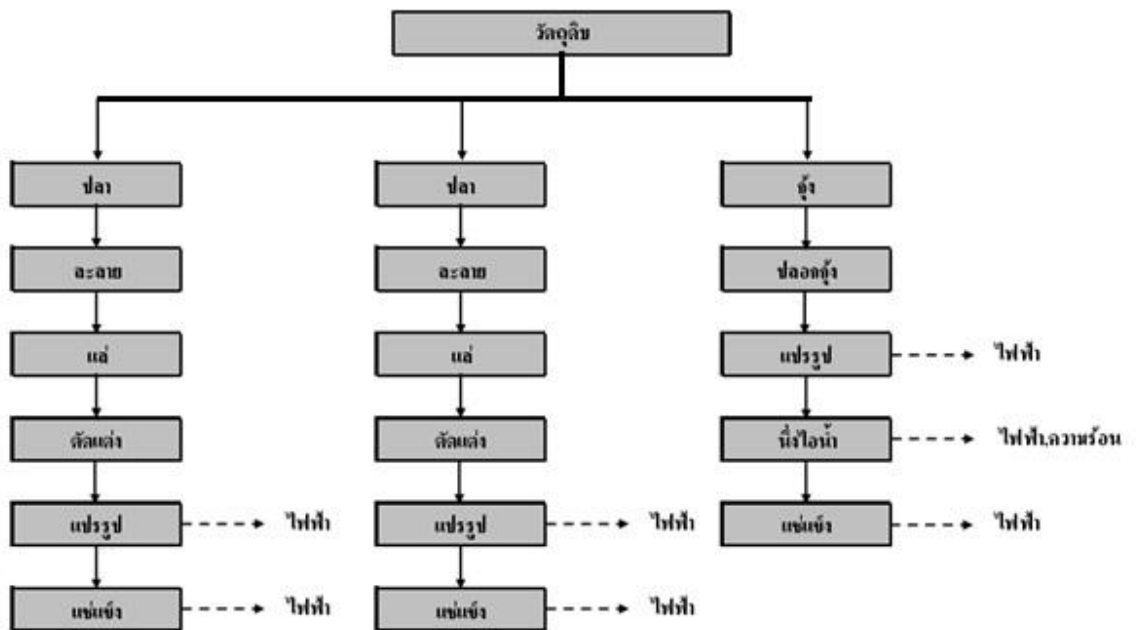 วัตถุดิบ
ปลา
ละลาย
แล่
ตัดแต่ง
แปรรูป
ไฟฟ้า
แช่แข็ง
ไฟฟ้า
ปลา
ละลาย
แล่
ตัดแต่ง
แปรรูป
ไฟฟ้า
แช่แข็ง
ไฟฟ้า
กุ้ง
ปลอกกุ้ง
แปรรูป
ไฟฟ้า
นึ่งไอน้ำ
ไฟฟ้า,ความร้อน
แช่แข็ง
ไฟฟ้า